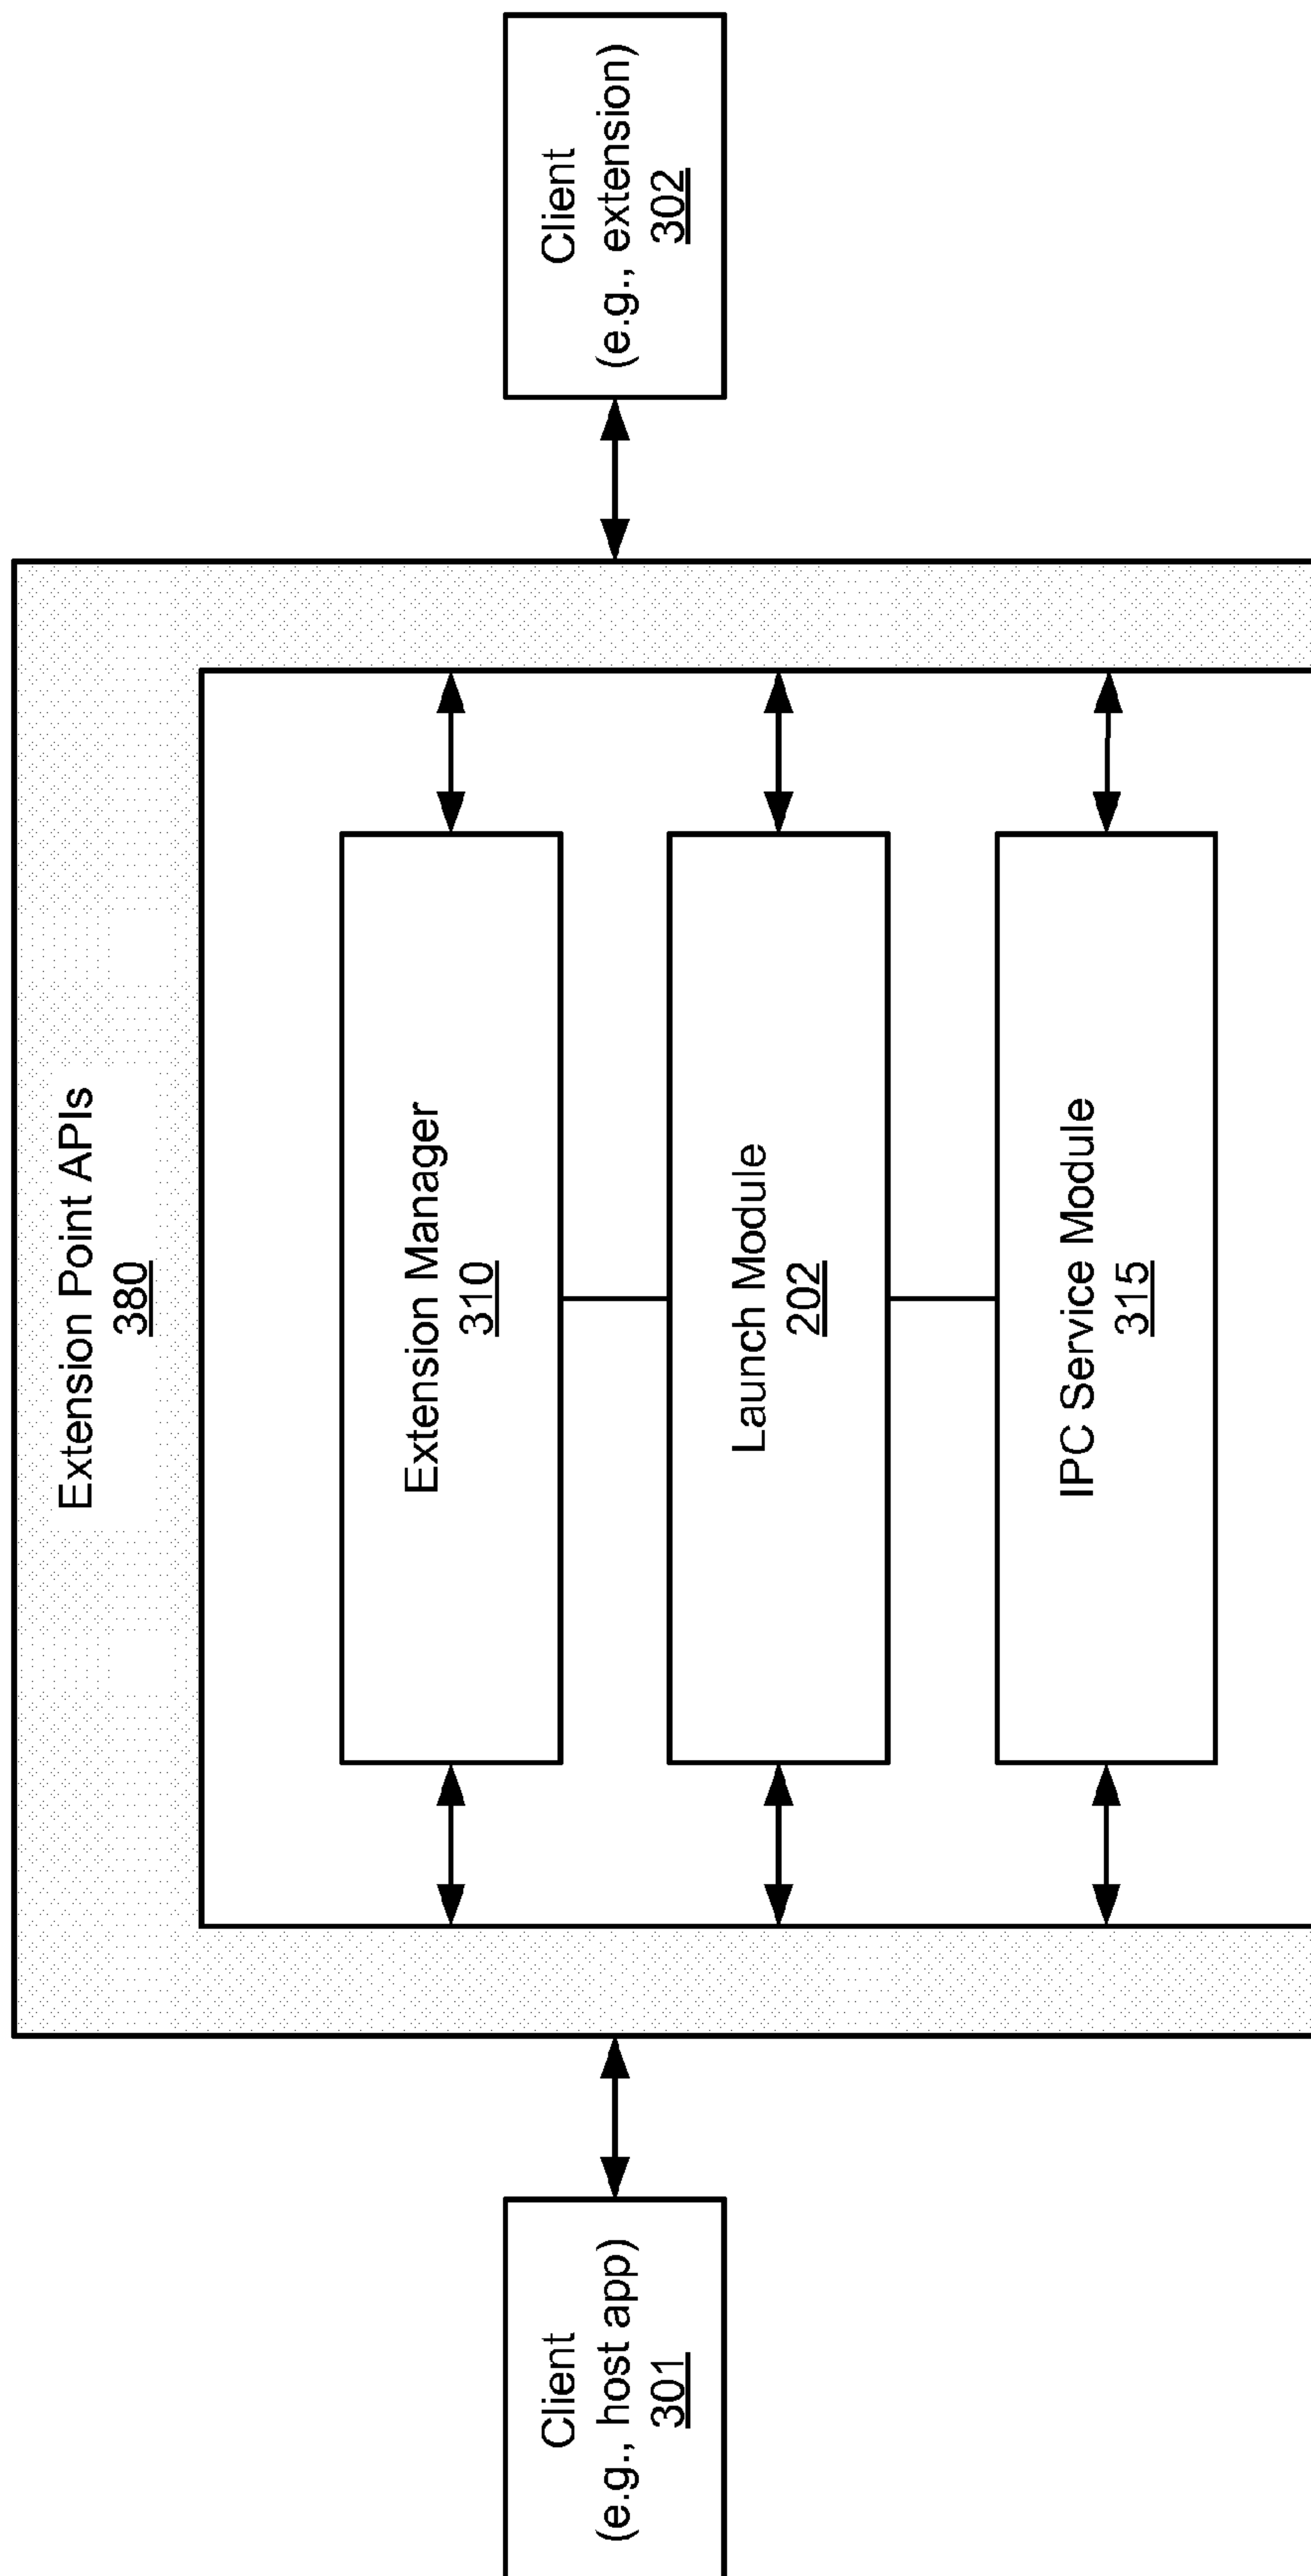 Extension Point APIs
380
Client
(e.g., host app)
301
Extension Manager
310
Launch Module
202
IPC Service Module
315
Client
(e.g., extension)
302